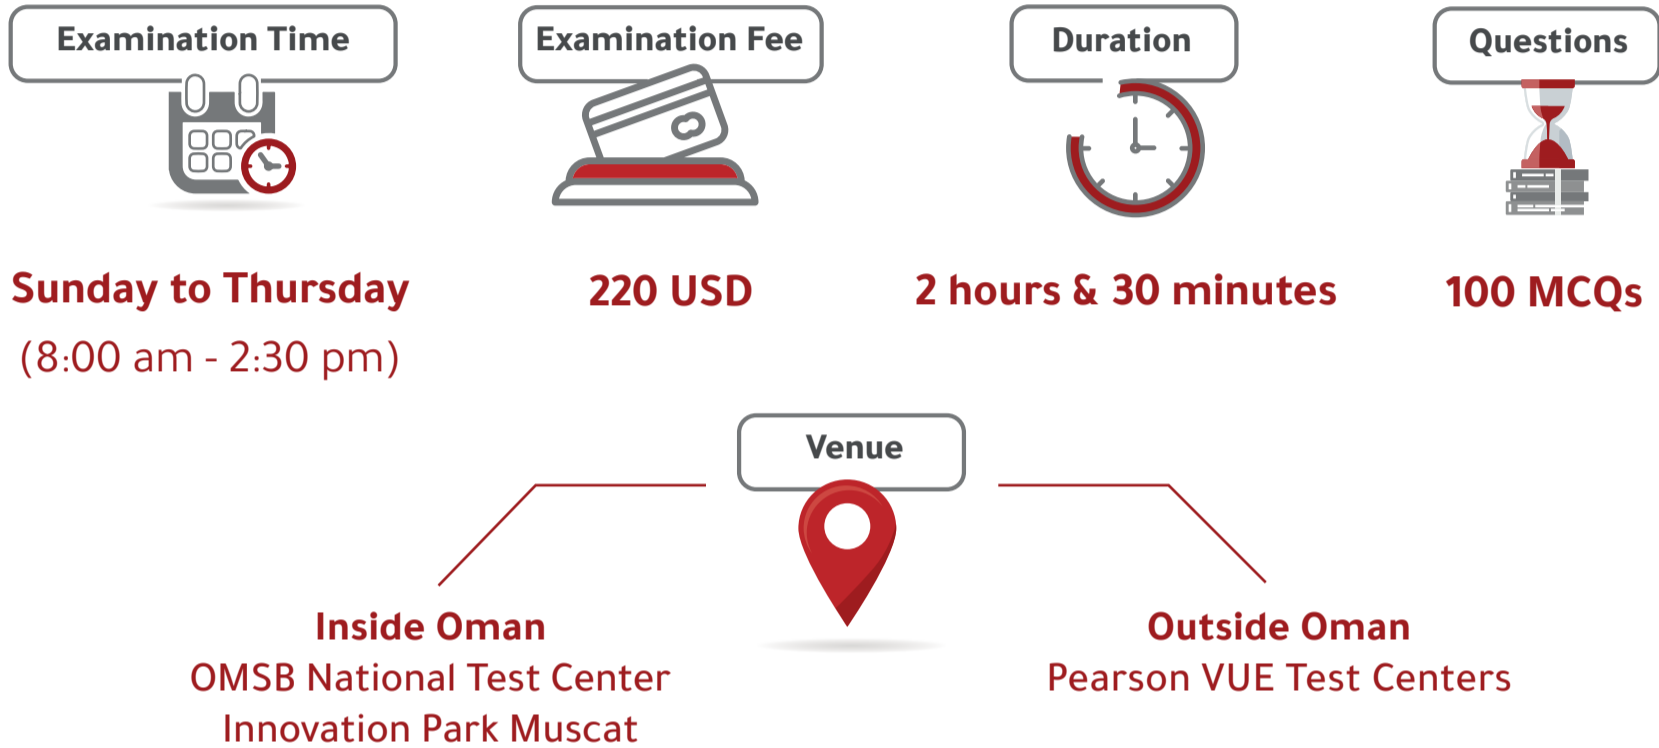 Examination Time
Examination Fee
Duration
Questions
Sunday to Thursday
(8:00 am - 2:30 pm)
220 USD
2 hours & 30 minutes
100 MCQs
Venue
Inside Oman
OMSB National Test Center
Innovation Park Muscat
Outside Oman
Pearson VUE Test Centers